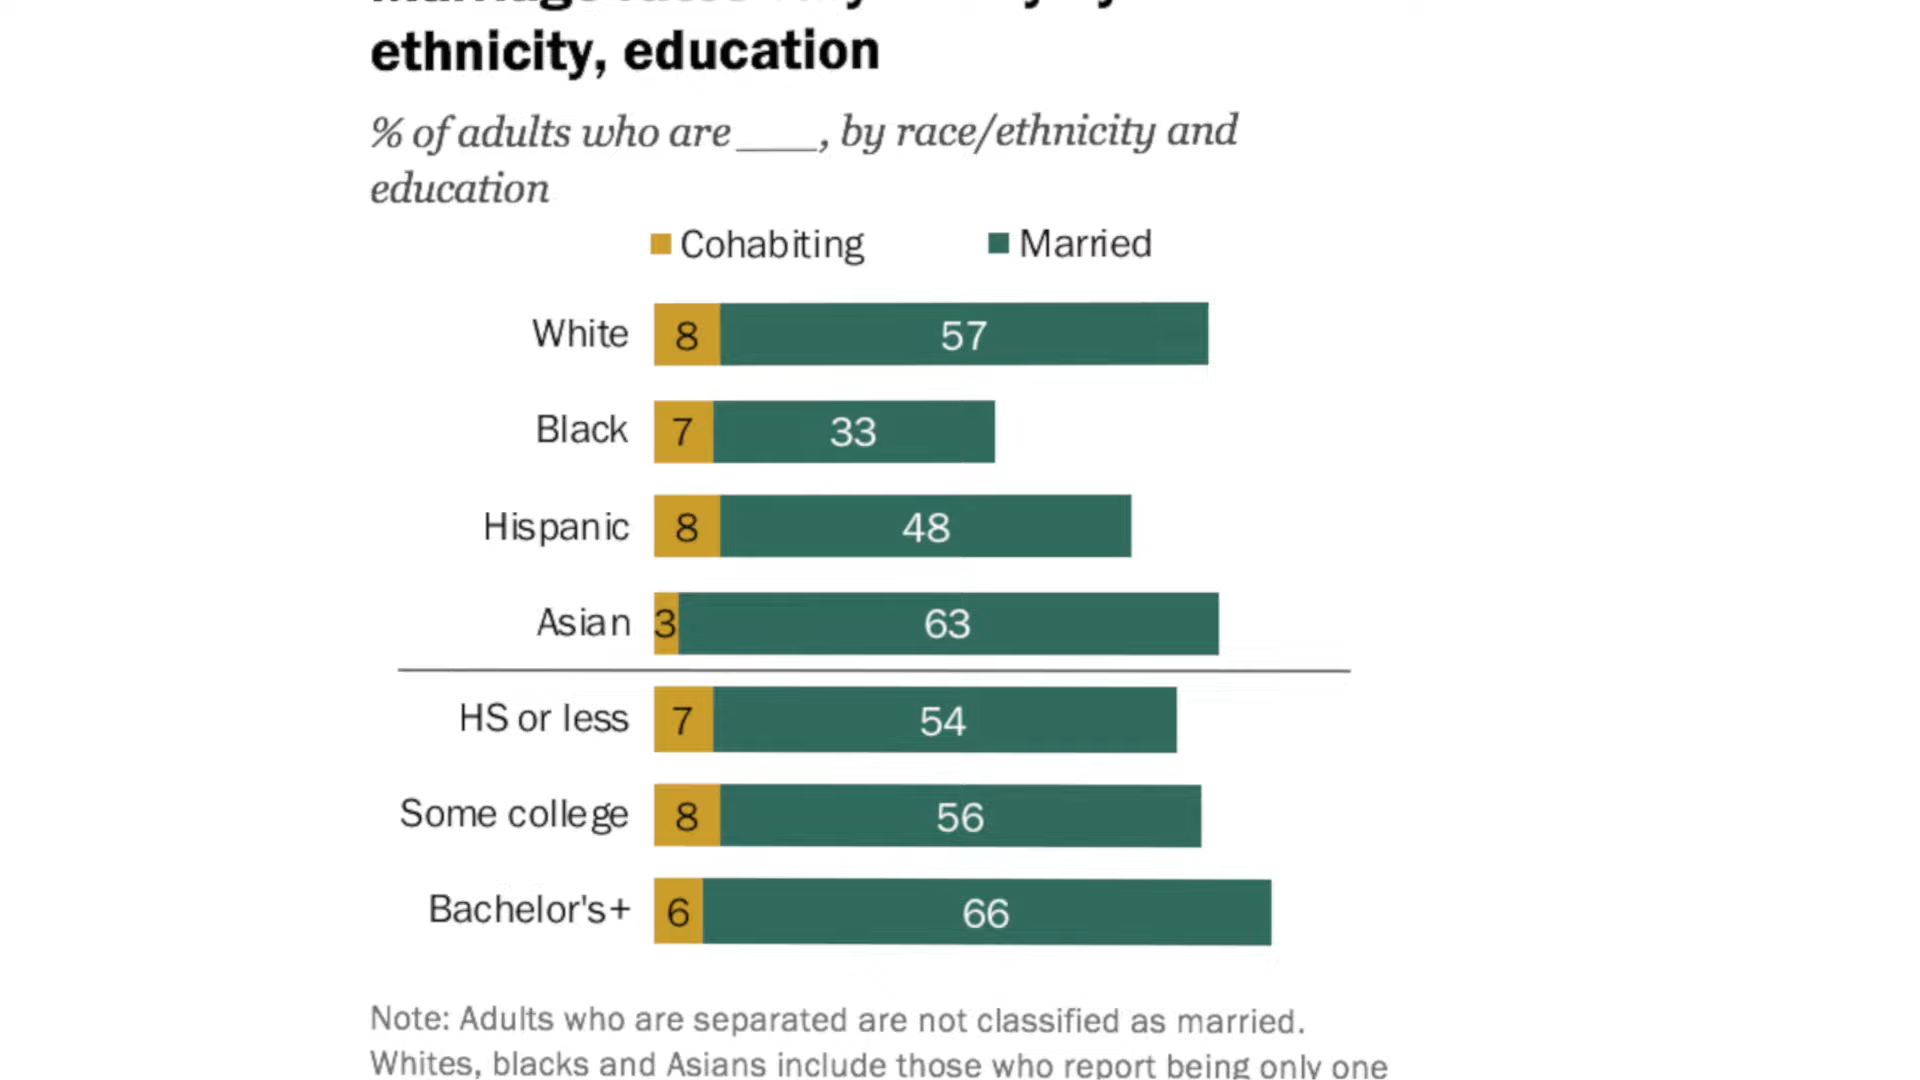 ethnicity, education
% of adults who are ____, by race/ethnicity and
education
Cohabiting Married
White 8 57
Black 7 33
Hispanic 8 48
Asian 3 63
HS or less 7 54
Some college 8 56
Bachelor's+ 6 66
Note: Adults who are separated are not classified as married.
Whites, blacks and Asians include those who report being only one